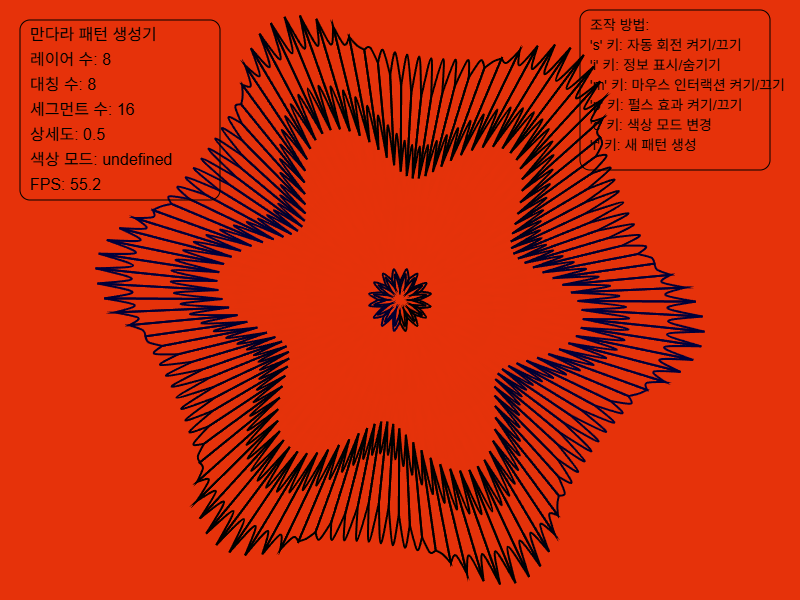 만다라 패턴 생성기
레이어 수: 8
대칭 수: 8
세그먼트 수: 16
상세도: 0.5
색상 모드: undefined
FPS: 55.2
조작 방법:
's' 키: 자동 회전 켜기/끄기
'i' 키: 정보 표시/숨기기
'm' 키: 마우스 인터랙션 켜기/끄기
키: 펄스 효과 켜기/끄기
키: 색상 모드 변경
'r' 키: 새 패턴 생성